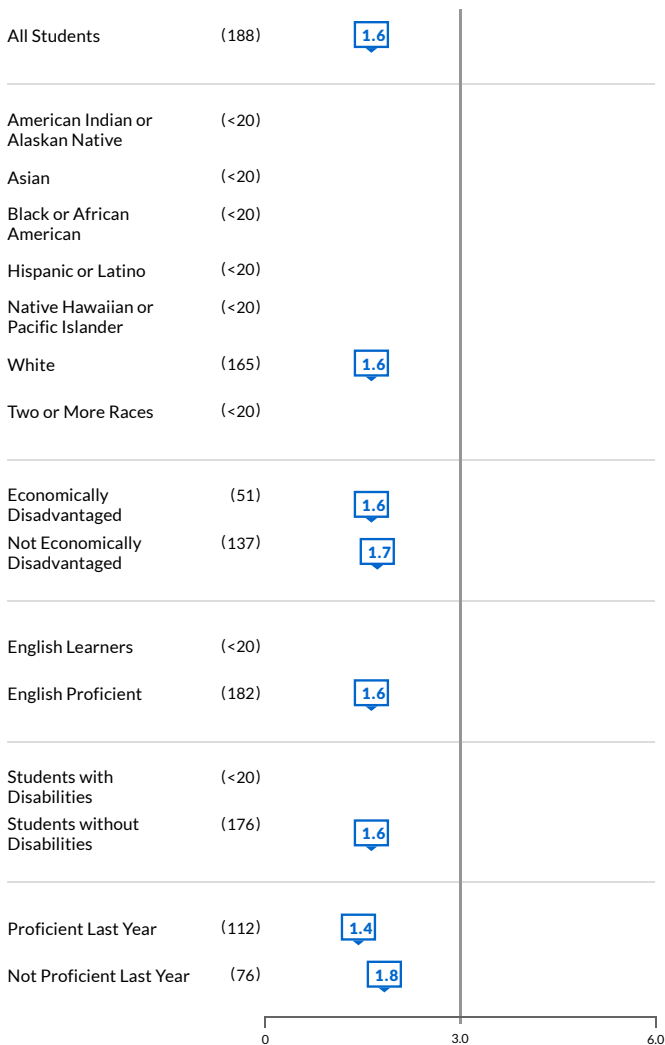 All Students (188) 1.6
American Indian or (<20)
Alaskan Native
Asian (<20)
Black or African (<20)
American
Hispanic or Latino (<20)
Native Hawaiian or (<20)
Pacific Islander
White (165) 1.6
Two or More Races (<20)
Economically (51) 1.6
Disadvantaged
Not Economically (137) 1.7
Disadvantaged
English Learners (<20)
English Proficient (182) 1.6
Students with (<20)
Disabilities
Students without (176) 1.6
Disabilities
Proficient Last Year (112) 1.4
Not Proficient Last Year (76) 1.8
0 3.0 6.0